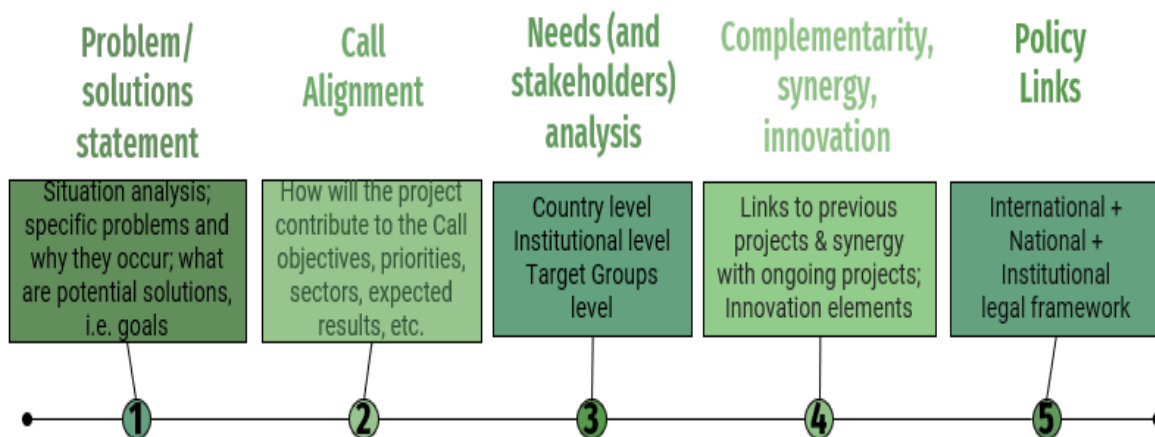 Problem/
solutions
statement
Situation analysis;
specific problems and
why they occur; what
are potential solutions,
i.e. goals
1
Call
Alignment
How will the project
contribute to the Call
objectives, priorities,
sectors, expected
results, etc.
2
Needs (and
stakeholders)
analysis
Country level
Institutional level
Target Groups
level
3
Complementarity,
synergy,
innovation
Links to previous
projects & synergy
with ongoing projects;
Innovation elements
4
Policy
Links
International +
National +
Institutional
legal framework
5